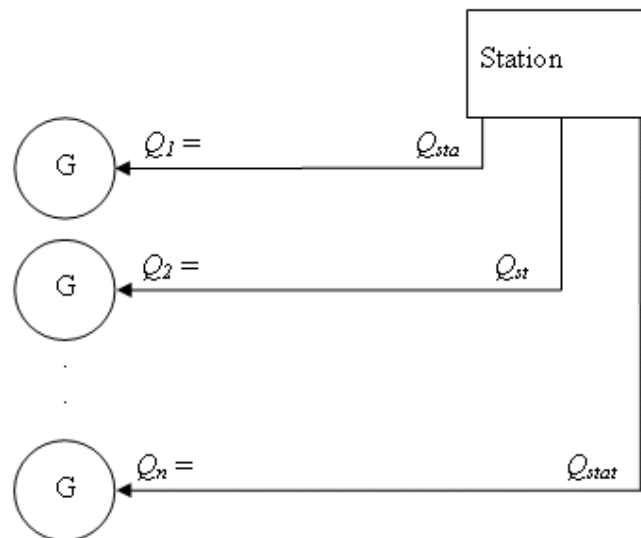 Station
Q1 = Qsta
G
Q2 = Qst
G
.
.
Qn = Qstat
G